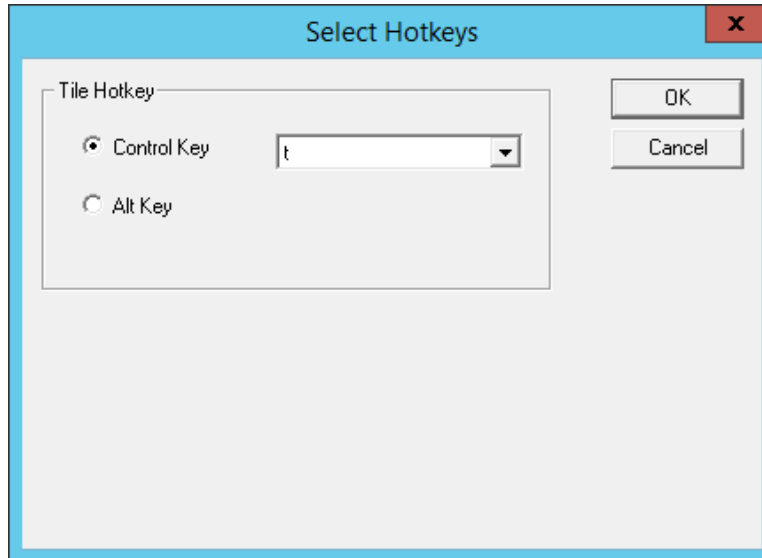 Select Hotkeys
x
Tile Hotkey
OK
Control Key
t
Cancel
Alt Key